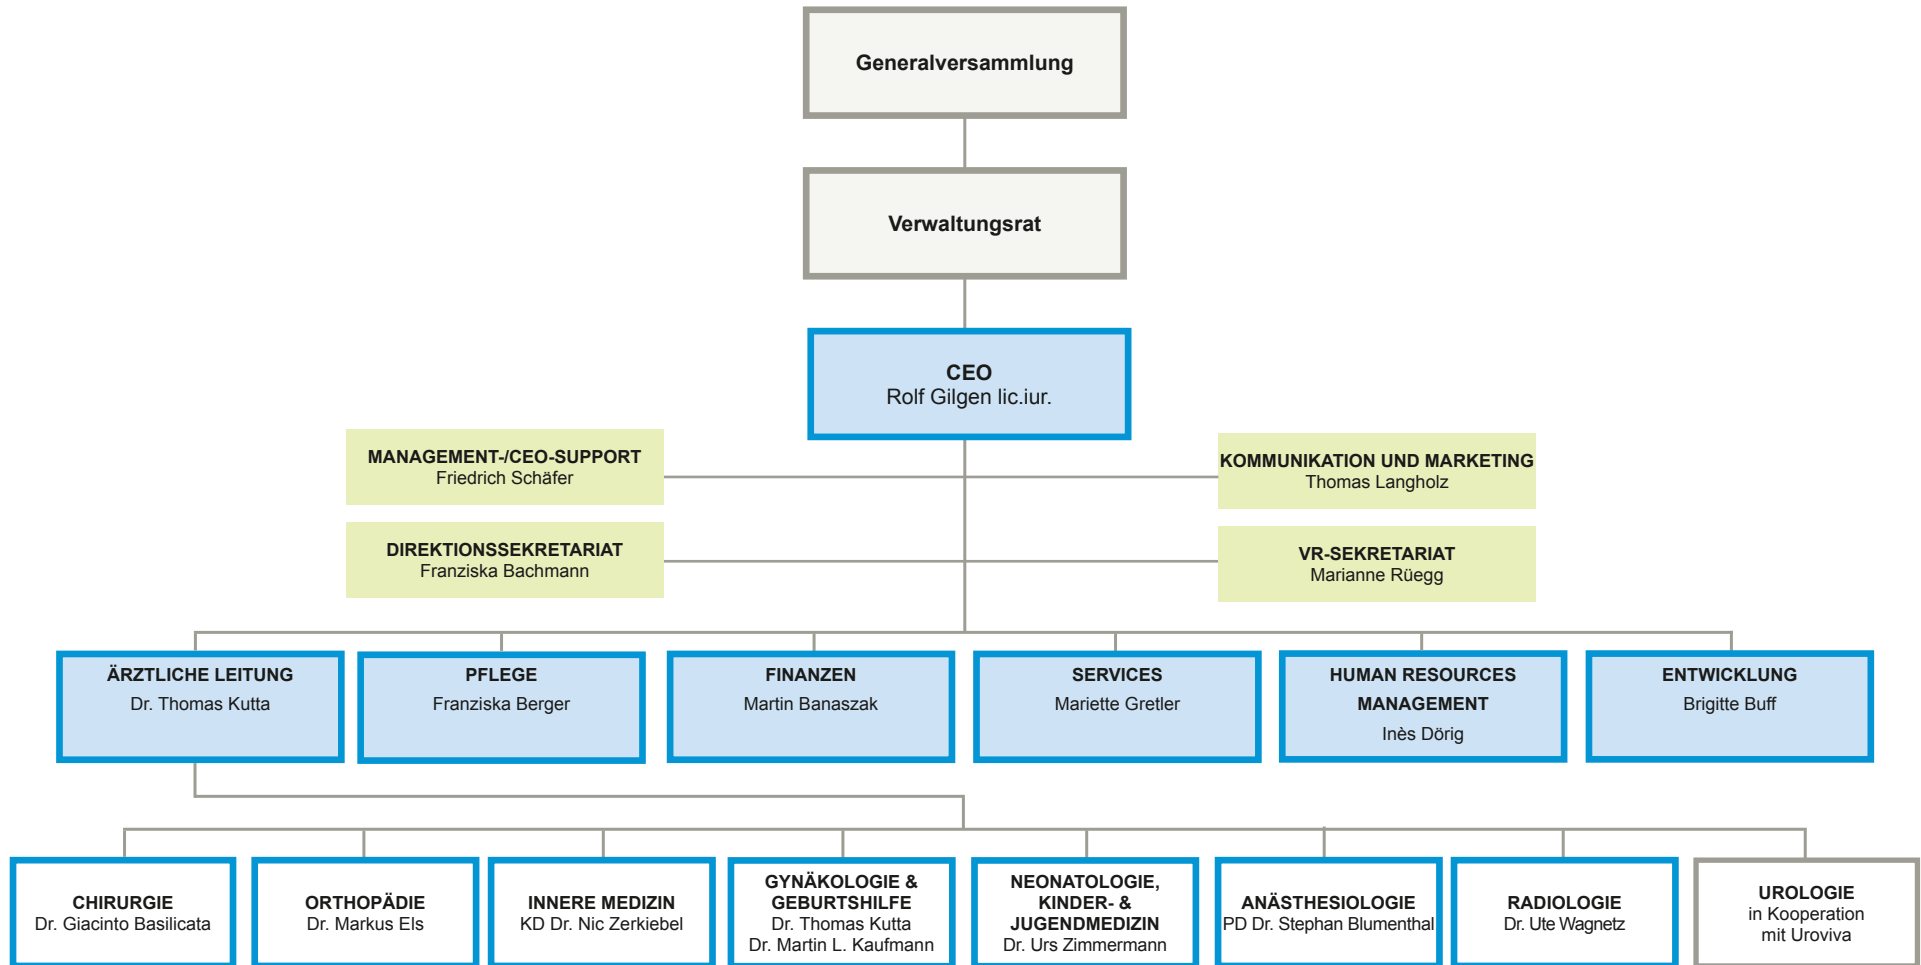 Generalversammlung
Verwaltungsrat
CEO
Rolf Gilgen lic.iur.
MANAGEMENT-/CEO-SUPPORT
Friedrich Schäfer
KOMMUNIKATION UND MARKETING
Thomas Langholz
DIREKTIONSSEKRETARIAT
Franziska Bachmann
VR-SEKRETARIAT
Marianne Rüegg
ÄRZTLICHE LEITUNG
Dr. Thomas Kutta
PFLEGE
Franziska Berger
FINANZEN
Martin Banaszak
SERVICES
Mariette Gretler
HUMAN RESOURCES
MANAGEMENT
Inès Dörig
ENTWICKLUNG
Brigitte Buff
CHIRURGIE
Dr. Giacinto Basilicata
ORTHOPÄDIE
Dr. Markus Els
INNERE MEDIZIN
KD Dr. Nic Zerkiebel
GYNÄKOLOGIE &
GEBURTSHILFE
Dr. Thomas Kutta
Dr. Martin L. Kaufmann
NEONATOLOGIE,
KINDER- &
JUGENDMEDIZIN
Dr. Urs Zimmermann
ANÄSTHESIOLOGIE
PD Dr. Stephan Blumenthal
RADIOLOGIE
Dr. Ute Wagnetz
UROLOGIE
in Kooperation
mit Uroviva